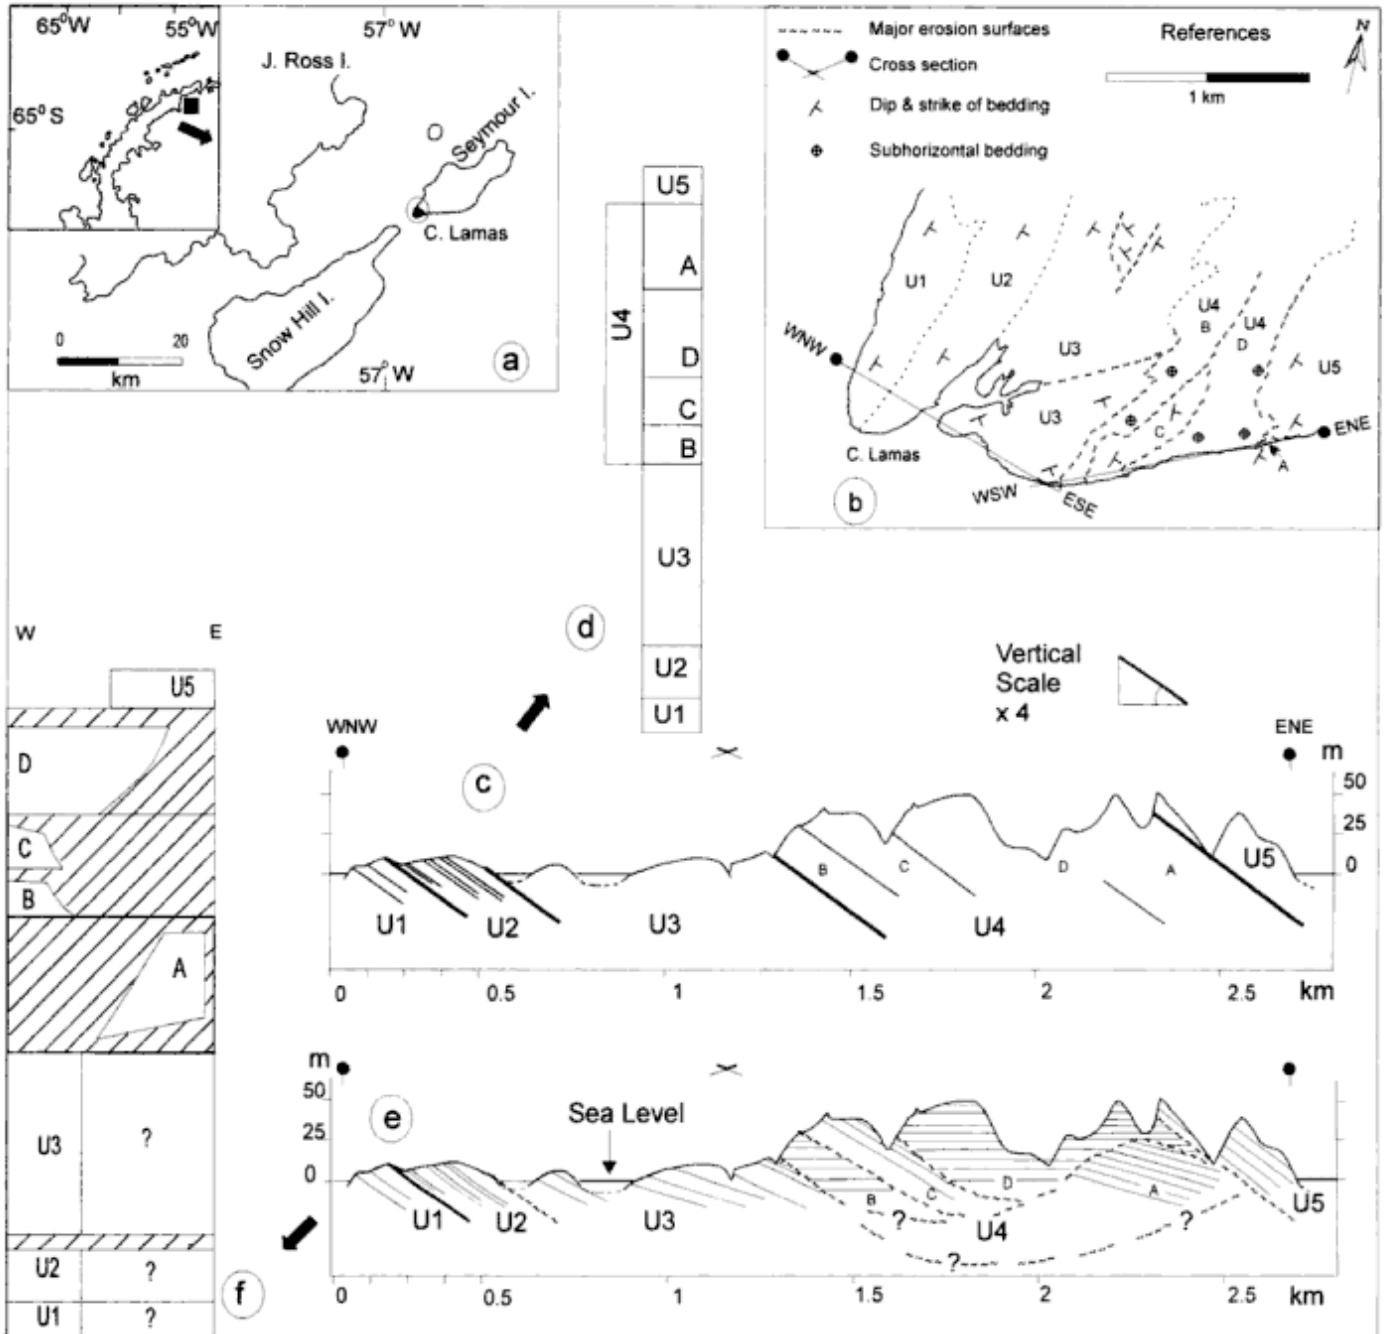 65° W
55° W
57° W
J. Ross I.
65° S
Seymour I.
C. Lamas
Snow Hill I.
0
20
km
57° W
a
Major erosion surfaces
References
N
Cross section
Dip & strike of bedding
1 km
Subhorizontal bedding
U1
U2
U4
B
U4
D
WNW
U3
U5
U3
C
ENE
C. Lamas
A
WSW
ESE
b
U5
A
U4
D
C
B
U3
U2
U1
d
W
E
U5
D
C
B
A
U3
?
U2
?
U1
?
f
Vertical
Scale
x 4
WNW
ENE
c
m
50
25
0
B
C
D
A
U5
U1
U2
U3
U4
0
0.5
1
1.5
2
2.5
km
m
e
50
25
0
Sea Level
B
C
D
A
U1
U2
U3
?
U4
?
U5
?
0
0.5
1
1.5
2
2.5
km